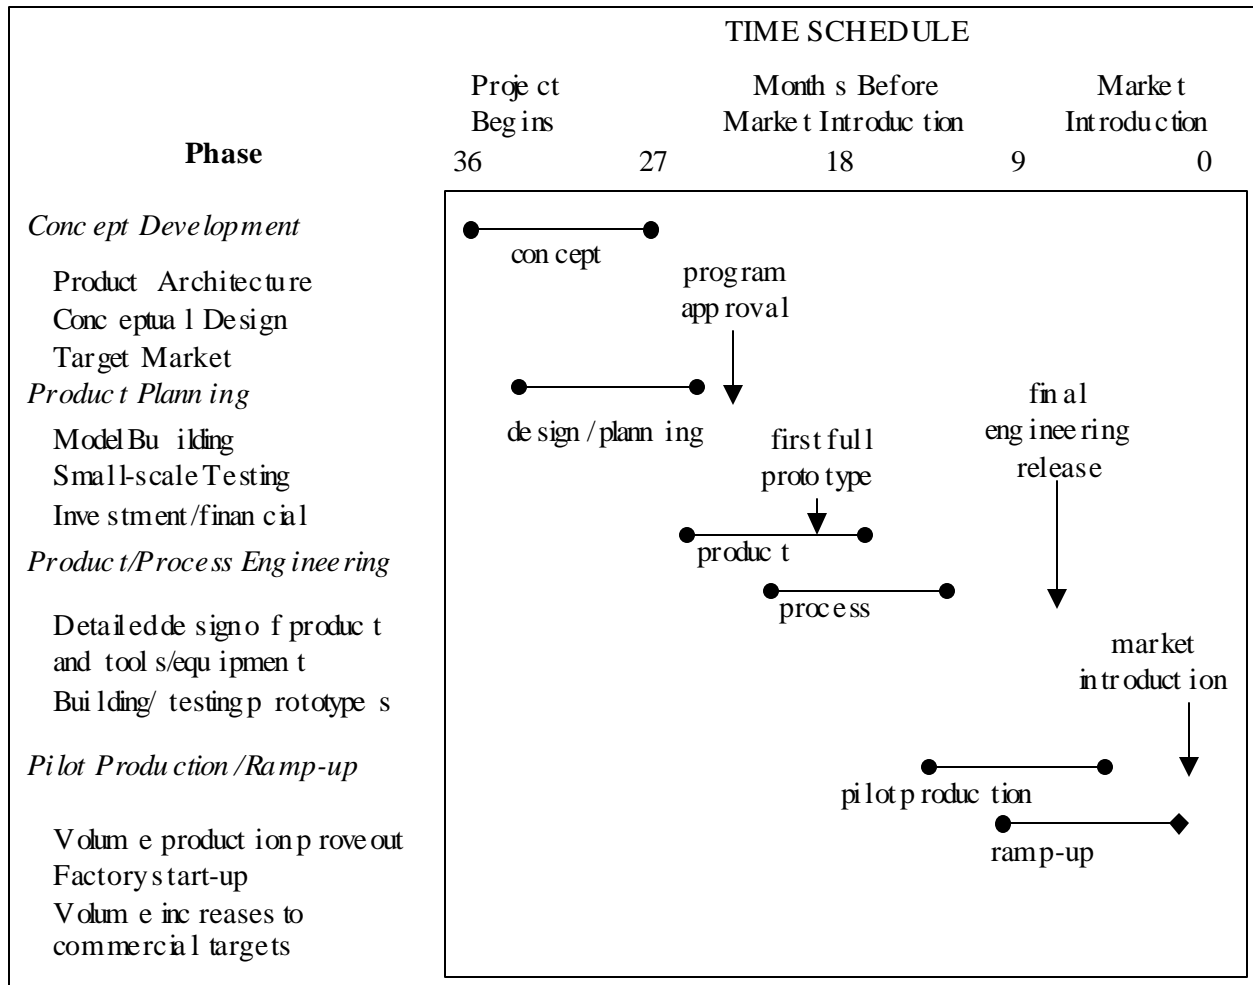 TIME SCHEDULE
Project Months Before Market
Begins Market Introduction Introduction
Phase 36 27 18 9 0
Concept Development
concept
Product Architecture
program
Conceptual Design
approval
Target Market
Product Planning
final
Model Building
design/planning
first full
engineering
Small-scale Testing
prototype
release
Investment/financial
Product/Process Engineering
product
process
Detailed design of product
and tools/equipment
market
Building/ testing prototypes
introduction
Pilot Production/Ramp-up
pilot production
Volume production proveout
ramp-up
Factory start-up
Volume increases to
commercial targets